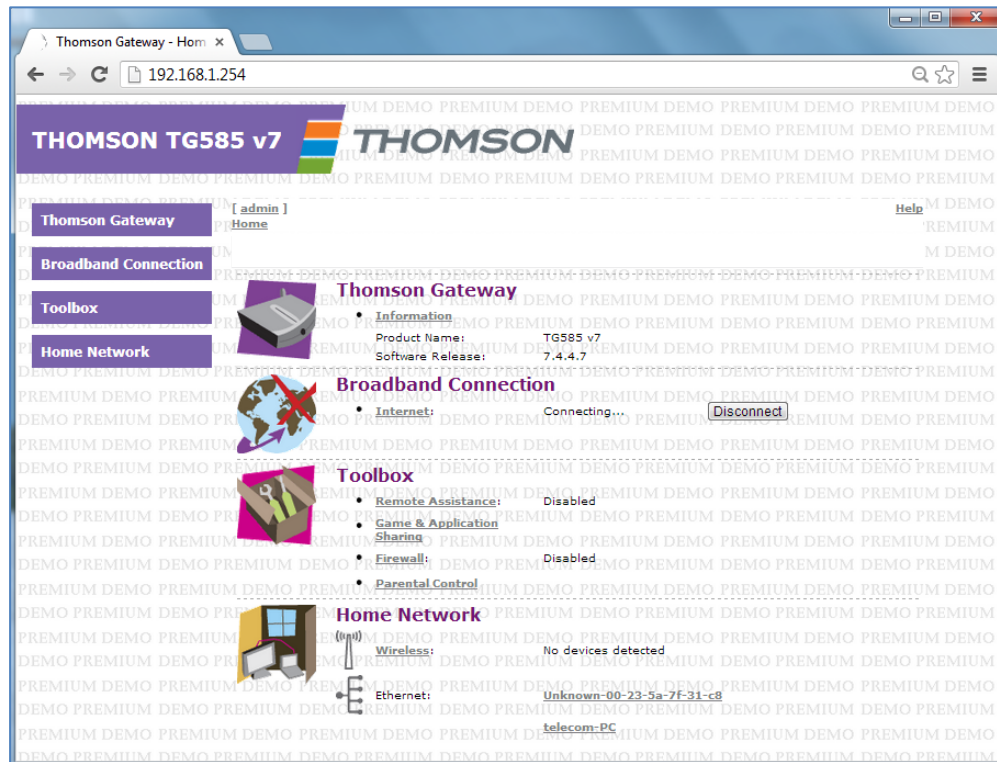 Thomson Gateway - Hom
192.168.1.254
THOMSON TG585 v7
THOMSON
Thomson Gateway
Broadband Connection
Toolbox
Home Network
[ admin ]
Home
Help
Thomson Gateway
Information
Product Name: TG585 v7
Software Release: 7.4.4.7
Broadband Connection
Internet: Connecting... Disconnect
Toolbox
Remote Assistance: Disabled
Game & Application
Sharing
Firewall: Disabled
Parental Control
Home Network
Wireless: No devices detected
Ethernet: Unknown-00-23-5a-7f-31-c8
telecom-PC
DEMO PREMIUM DEMO PREMIUM DEMO PREMIUM DEMO PREMIUM